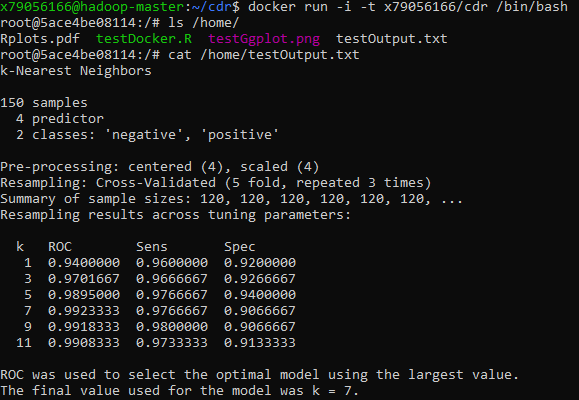 x79056166@hadoop-master:~/cdr$ docker run -i -t x79056166/cdr /bin/bash
root@5ace4be08114:/# ls /home/
Rplots.pdf  testDocker.R  testGgplot.png  testOutput.txt
root@5ace4be08114:/# cat /home/testOutput.txt
k-Nearest Neighbors

150 samples
  4 predictor
  2 classes: 'negative', 'positive'

Pre-processing: centered (4), scaled (4)
Resampling: Cross-Validated (5 fold, repeated 3 times)
Summary of sample sizes: 120, 120, 120, 120, 120, 120, ...
Resampling results across tuning parameters:

  k   ROC        Sens       Spec
   1  0.9400000  0.9600000  0.9200000
   3  0.9701667  0.9666667  0.9266667
   5  0.9895000  0.9766667  0.9400000
   7  0.9923333  0.9766667  0.9066667
   9  0.9918333  0.9800000  0.9066667
  11  0.9908333  0.9733333  0.9133333

ROC was used to select the optimal model using the largest value.
The final value used for the model was k = 7.